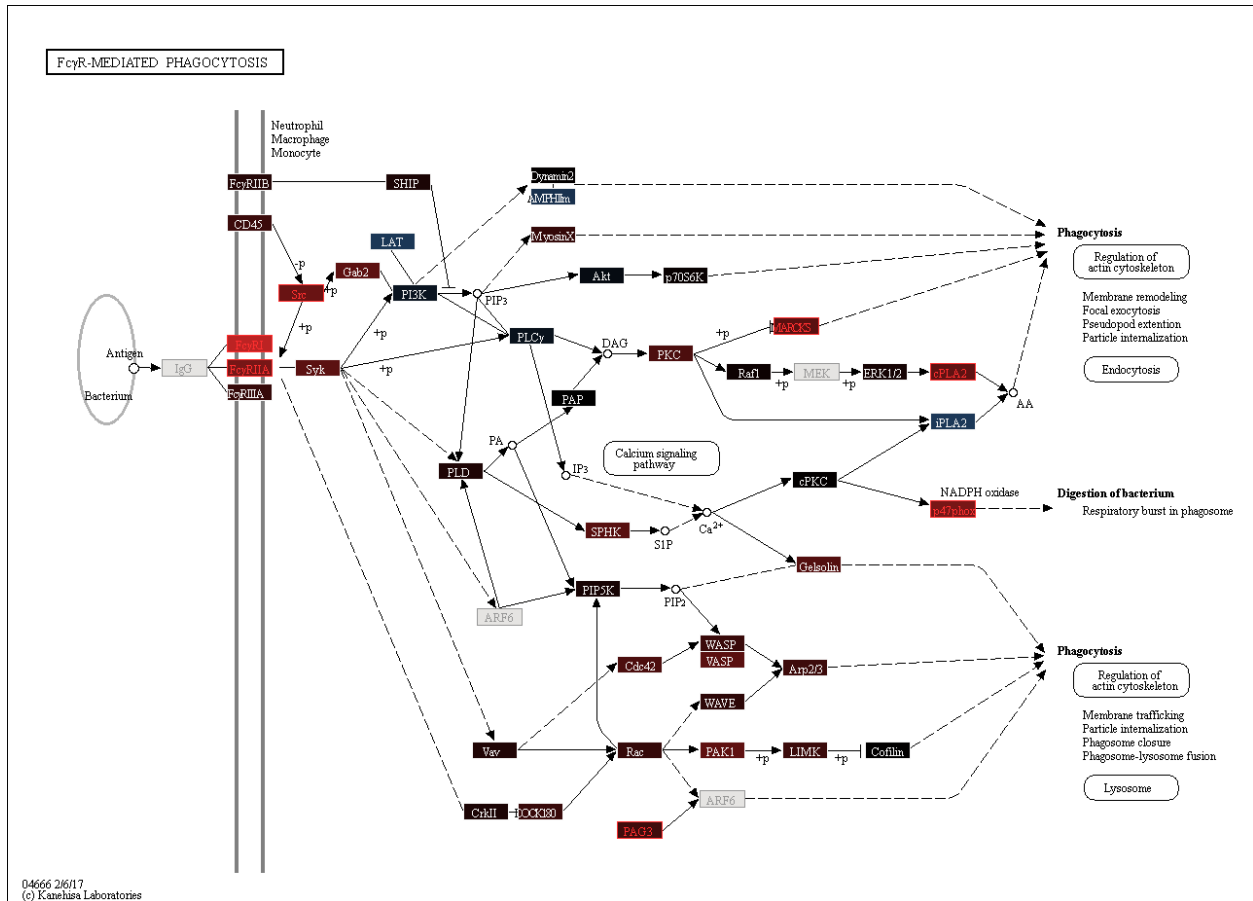 FcγR-MEDIATED PHAGOCYTOSIS
Neutrophil
Macrophage
Monocyte
FcγRIIB
SHIP
Dynamin2
AMPHIIm
CD45
LAT
MyosinX
Phagocytosis
-p
Gab2
Regulation of
actin cytoskeleton
Src
+p
PI3K
PIP3
Akt
p70S6K
Membrane remodeling
Focal exocytosis
Pseudopod extention
Particle internalization
+p
+p
PLCγ
+p
MARCKS
Antigen
FcγRI
DAG
PKC
IgG
FcγRIIA
Syk
+p
Raf1
+p
MEK
+p
ERK1/2
cPLA2
Endocytosis
Bacterium
FcγRIIIA
PAP
AA
iPLA2
PA
PLD
IP3
Calcium signaling
pathway
cPKC
NADPH oxidase
Digestion of bacterium
p47phox
Respiratory burst in phagosome
SPHK
S1P
Ca2+
Gelsolin
PIP5K
PIP2
ARF6
WASP
VASP
Phagocytosis
Cdc42
Arp2/3
Regulation of
actin cytoskeleton
WAVE
Membrane trafficking
Particle internalization
Phagosome closure
Phagosome-lysosome fusion
Vav
Rac
PAK1
+p
LIMK
+p
Cofilin
ARF6
Lysosome
CrkII
DOCK180
PAG3
04666 2/6/17
(c) Kanehisa Laboratories